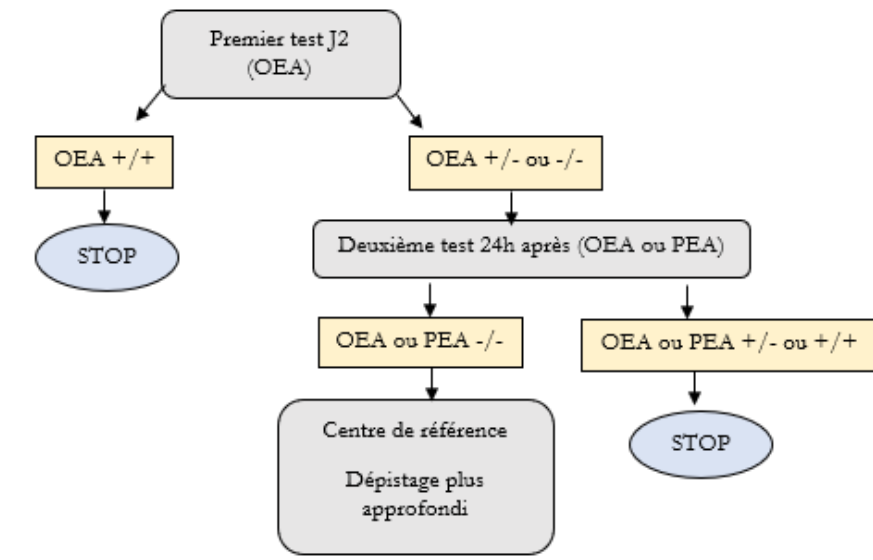 Premier test J2
(OEA)
OEA +/+
OEA +/- ou -/-
STOP
Deuxième test 24h après (OEA ou PEA)
OEA ou PEA -/-
OEA ou PEA +/- ou +/+
Centre de référence
Dépistage plus
approfondi
STOP